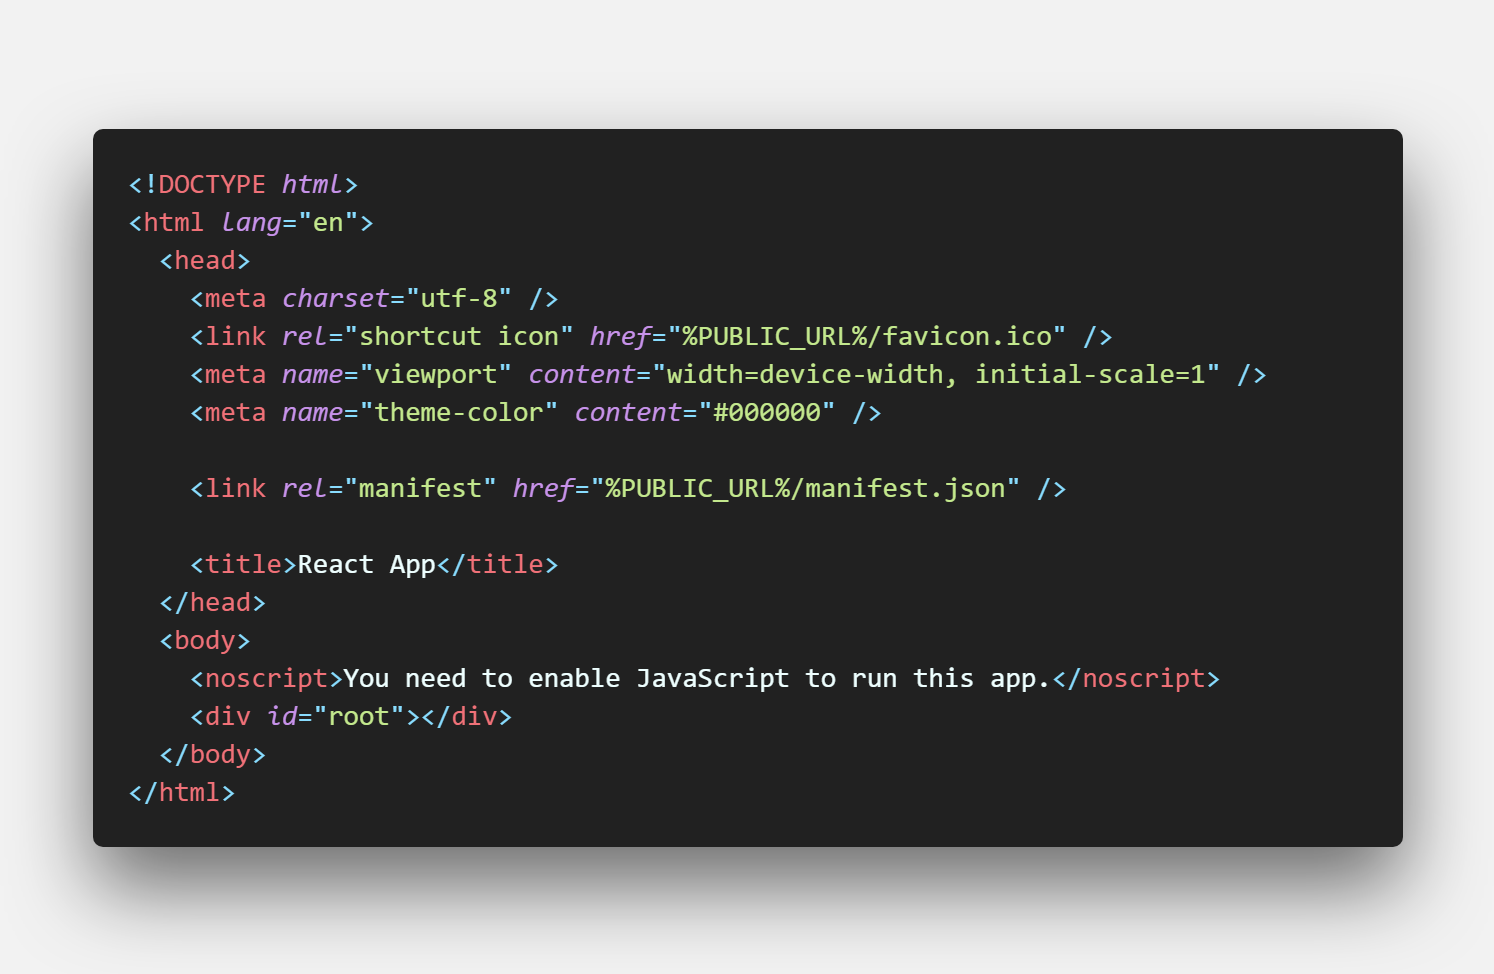 <!DOCTYPE html>
<html lang="en">
  <head>
    <meta charset="utf-8" />
    <link rel="shortcut icon" href="%PUBLIC_URL%/favicon.ico" />
    <meta name="viewport" content="width=device-width, initial-scale=1" />
    <meta name="theme-color" content="#000000" />

    <link rel="manifest" href="%PUBLIC_URL%/manifest.json" />

    <title>React App</title>
  </head>
  <body>
    <noscript>You need to enable JavaScript to run this app.</noscript>
    <div id="root"></div>
  </body>
</html>